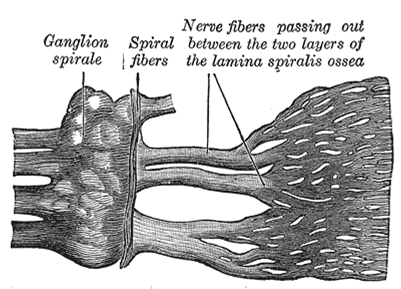 Ganglion
spirale
Spiral
fibers
Nerve fibers passing out
between the two layers of
the lamina spiralis ossea